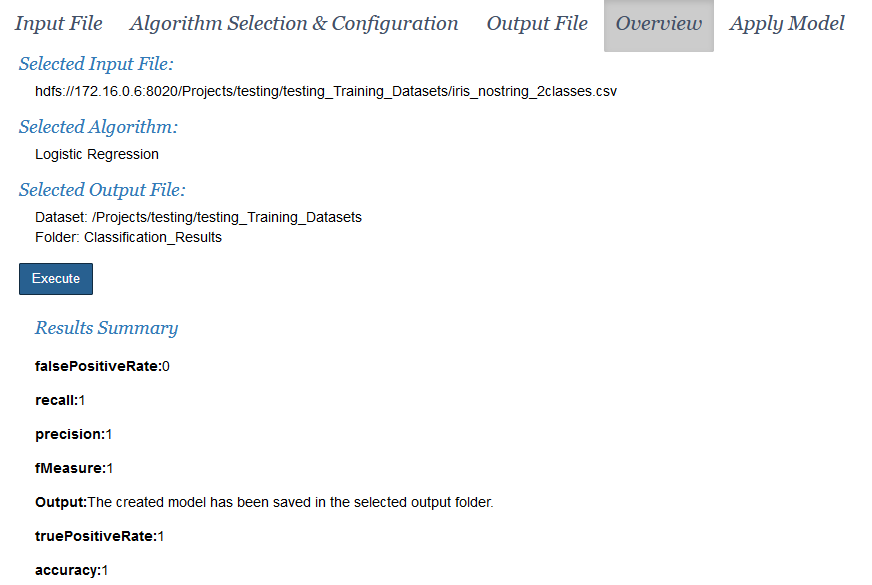 Input File Algorithm Selection & Configuration Output File Overview Apply Model
Selected Input File:
hdfs://172.16.0.6:8020/Projects/testing/testing_Training_Datasets/iris_nostring_2classes.csv
Selected Algorithm:
Logistic Regression
Selected Output File:
Dataset: /Projects/testing/testing_Training_Datasets
Folder: Classification_Results
Execute
Results Summary
falsePositiveRate:0
recall:1
precision:1
fMeasure:1
Output:The created model has been saved in the selected output folder.
truePositiveRate:1
accuracy:1